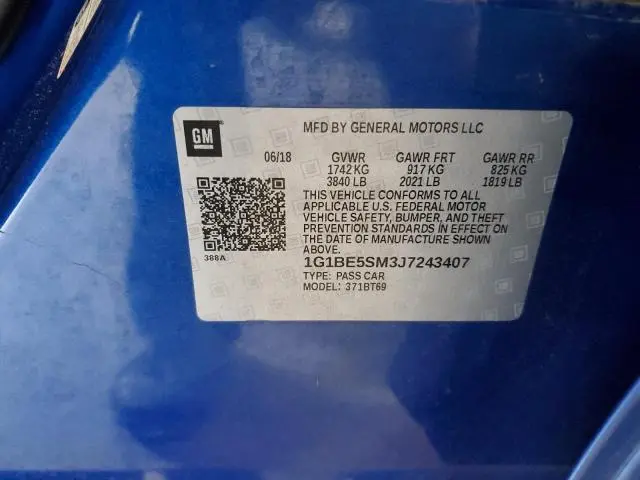 GM
MFD BY GENERAL MOTORS LLC
06/18 GVWR GAWR FRT GAWR RR
1742 KG 917 KG 825 KG
3840 LB 2021 LB 1819 LB
THIS VEHICLE CONFORMS TO ALL
APPLICABLE U.S. FEDERAL MOTOR
VEHICLE SAFETY, BUMPER, AND THEFT
PREVENTION STANDARDS IN EFFECT ON
THE DATE OF MANUFACTURE SHOWN
ABOVE.
388A
1G1BE5SM3J7243407
TYPE: PASS CAR
MODEL: 371BT69